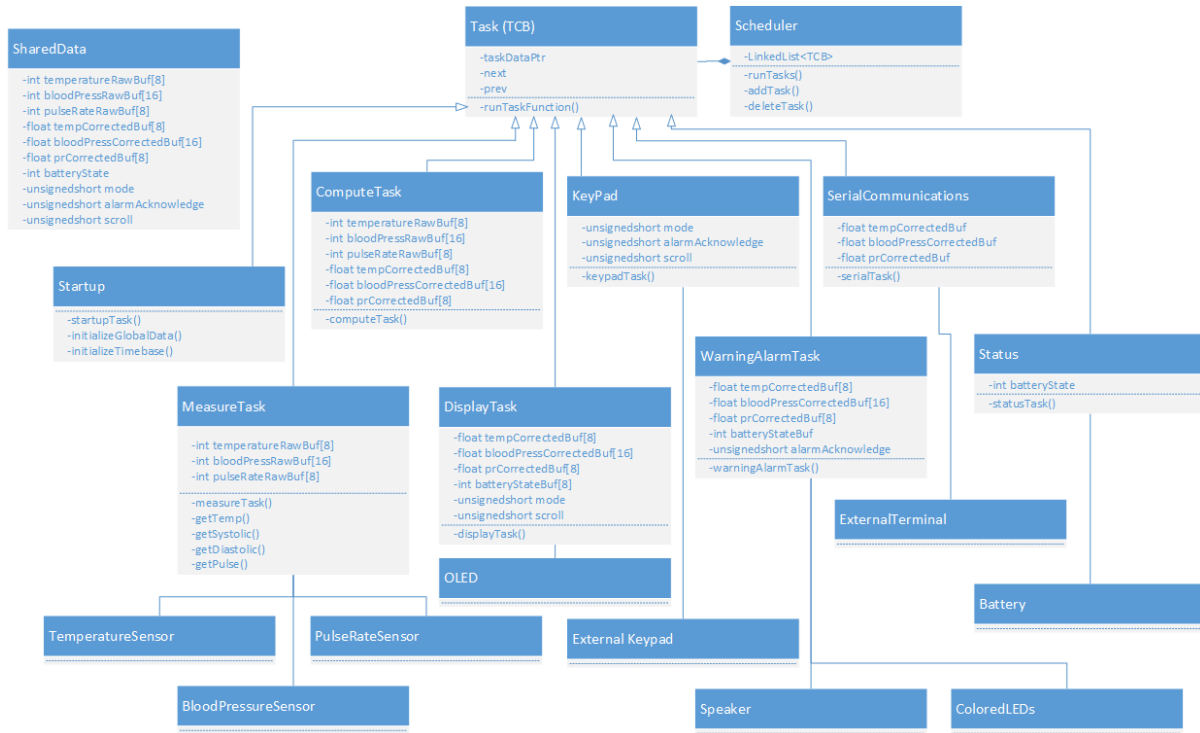 SharedData
-int temperatureRawBuf[8]
-int bloodPressRawBuf[16]
-int pulseRateRawBuf[8]
-float tempCorrectedBuf[8]
-float bloodPressCorrectedBuf[16]
-float prCorrectedBuf[8]
-int batteryState
-unsignedshort mode
-unsignedshort alarmAcknowledge
-unsignedshort scroll
Task (TCB)
-taskDataPtr
-next
-prev
-runTaskFunction()
Scheduler
-LinkedList<TCB>
-runTasks()
-addTask()
-deleteTask()
Startup
-startupTask()
-initializeGlobalData()
-initializeTimebase()
ComputeTask
-int temperatureRawBuf[8]
-int bloodPressRawBuf[16]
-int pulseRateRawBuf[8]
-float tempCorrectedBuf[8]
-float bloodPressCorrectedBuf[16]
-float prCorrectedBuf[8]
-computeTask()
KeyPad
-unsignedshort mode
-unsignedshort alarmAcknowledge
-unsignedshort scroll
-keypadTask()
SerialCommunications
-float tempCorrectedBuf
-float bloodPressCorrectedBuf
-float prCorrectedBuf
-serialTask()
MeasureTask
-int temperatureRawBuf[8]
-int bloodPressRawBuf[16]
-int pulseRateRawBuf[8]
-measureTask()
-getTemp()
-getSystolic()
-getDiastolic()
-getPulse()
DisplayTask
-float tempCorrectedBuf[8]
-float bloodPressCorrectedBuf[16]
-float prCorrectedBuf[8]
-int batteryStateBuf[8]
-unsignedshort mode
-unsignedshort scroll
-displayTask()
WarningAlarmTask
-float tempCorrectedBuf[8]
-float bloodPressCorrectedBuf[16]
-float prCorrectedBuf[8]
-int batteryStateBuf
-unsignedshort alarmAcknowledge
-warningAlarmTask()
Status
-int batteryState
-statusTask()
ExternalTerminal
OLED
Battery
TemperatureSensor
PulseRateSensor
External Keypad
BloodPressureSensor
Speaker
ColoredLEDs